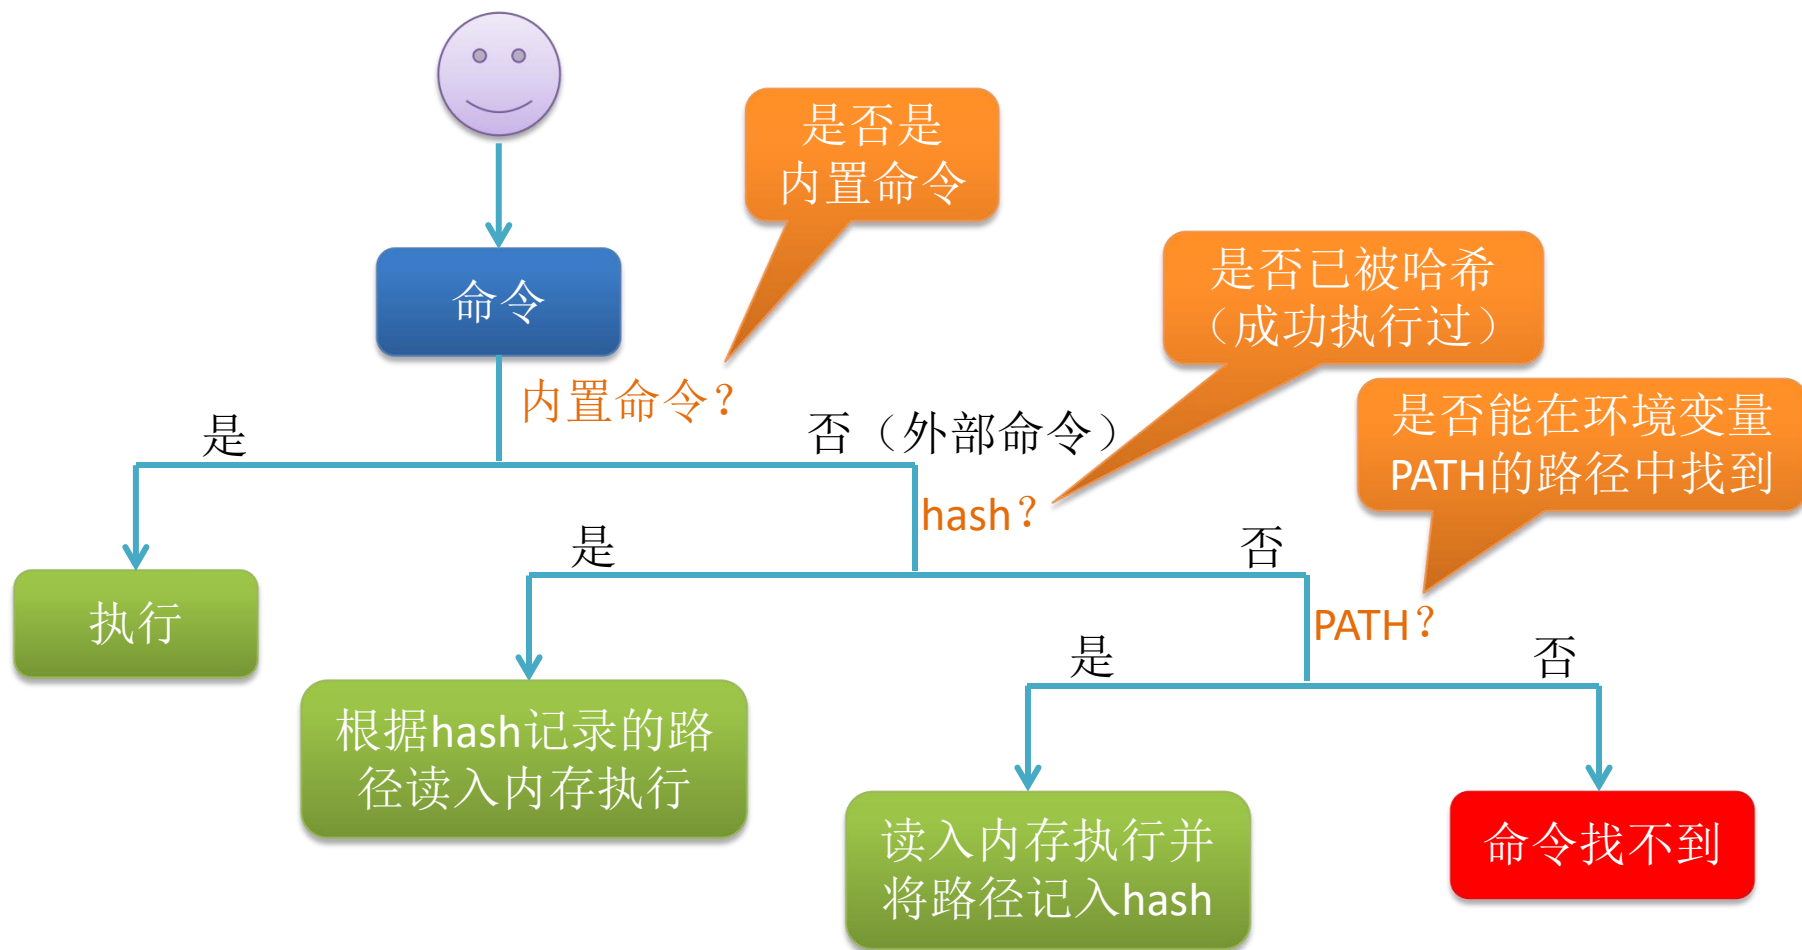 是否是
内置命令
命令
是否已被哈希
（成功执行过）
内置命令？
是
否（外部命令）
是否能在环境变量
PATH的路径中找到
hash？
是
否
执行
PATH？
是
否
根据hash记录的路
径读入内存执行
读入内存执行并
将路径记入hash
命令找不到